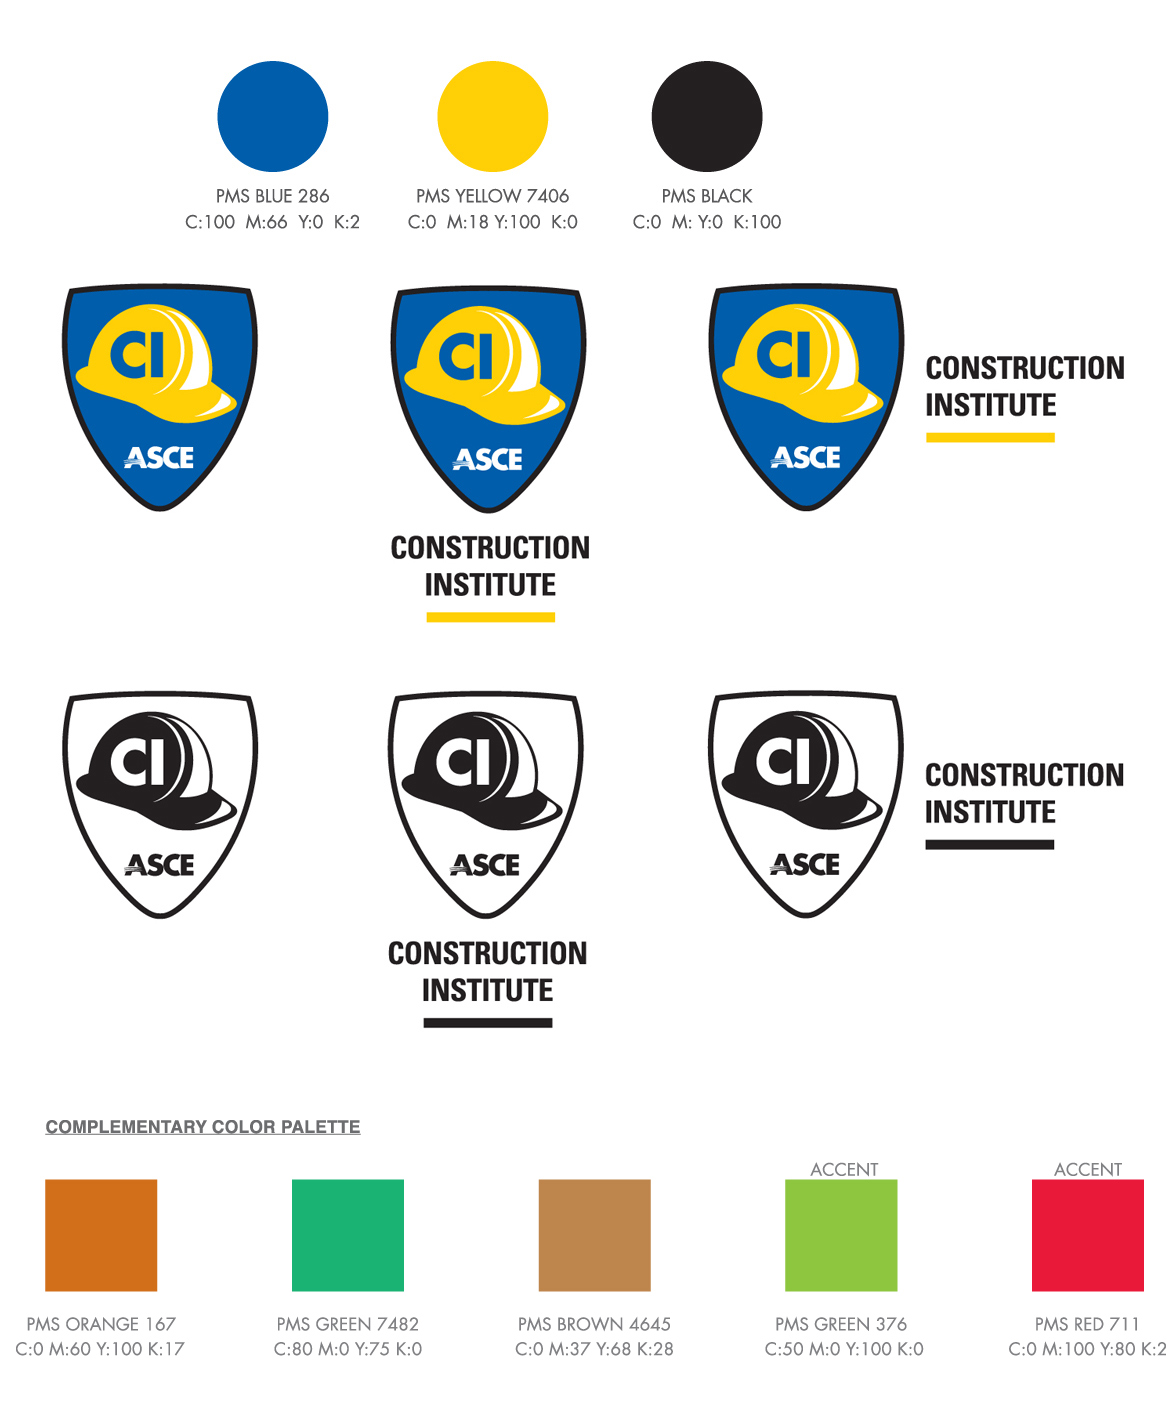 PMS BLUE 286
C:100 M:66 Y:0 K:2
PMS YELLOW 7406
C:0 M:18 Y:100 K:0
PMS BLACK
C:0 M: Y:0 K:100
CI
ASCE
CI
ASCE
CONSTRUCTION
INSTITUTE
CI
ASCE
CONSTRUCTION
INSTITUTE
CI
ASCE
CI
ASCE
CONSTRUCTION
INSTITUTE
CI
ASCE
CONSTRUCTION
INSTITUTE
COMPLEMENTARY COLOR PALETTE
PMS ORANGE 167
C:0 M:60 Y:100 K:17
PMS GREEN 7482
C:80 M:0 Y:75 K:0
PMS BROWN 4645
C:0 M:37 Y:68 K:28
ACCENT
PMS GREEN 376
C:50 M:0 Y:100 K:0
ACCENT
PMS RED 711
C:0 M:100 Y:80 K:2